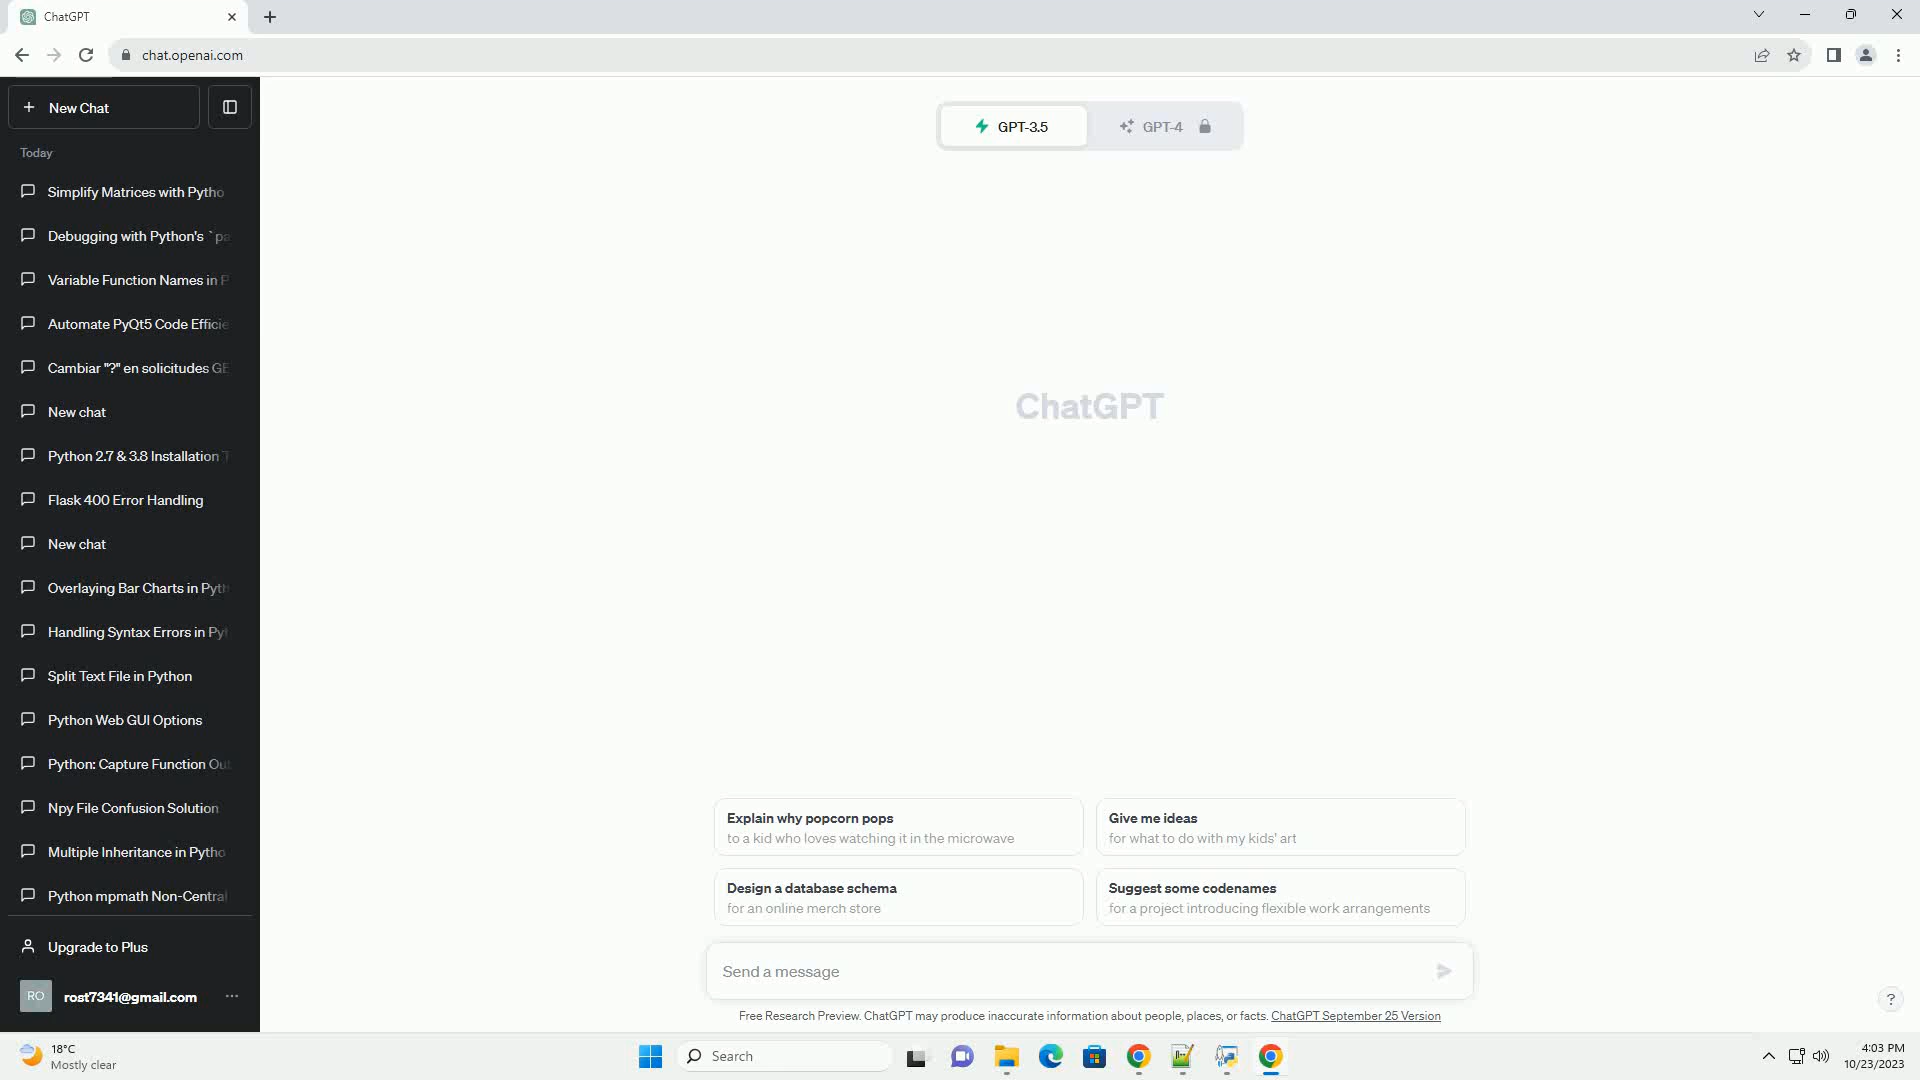 ChatGPT
chat.openai.com
New Chat
GPT-3.5
GPT-4
Today
Simplify Matrices with Pytho
Debugging with Python's `pa
Variable Function Names in P
Automate PyQt5 Code Efficie
Cambiar "?" en solicitudes GE
New chat
Python 2.7 & 3.8 Installation T
Flask 400 Error Handling
New chat
Overlaying Bar Charts in Pyth
Handling Syntax Errors in Pyt
Split Text File in Python
Python Web GUI Options
Python: Capture Function Out
Npy File Confusion Solution
Multiple Inheritance in Pytho
Python mpmath Non-Central
Upgrade to Plus
RO
rost7341@gmail.com
ChatGPT
Explain why popcorn pops
to a kid who loves watching it in the microwave
Give me ideas
for what to do with my kids' art
Design a database schema
for an online merch store
Suggest some codenames
for a project introducing flexible work arrangements
Send a message
Free Research Preview. ChatGPT may produce inaccurate information about people, places, or facts. ChatGPT September 25 Version
?
18°C
Mostly clear
Search
4:03 PM
10/23/2023